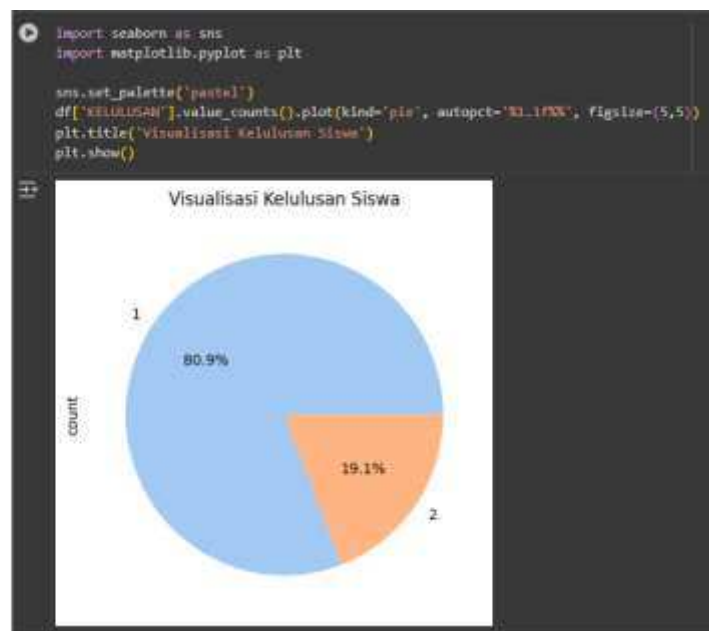 import seaborn as sns
import matplotlib.pyplot as plt
sns.set_palette('pastel')
df['KELULUSAN'].value_counts().plot(kind='pie', autopct='%1.1f%%', figsize=(5,5))
plt.title('Visualisasi Kelulusan Siswa')
plt.show()
Visualisasi Kelulusan Siswa
1
80.9%
count
19.1%
2